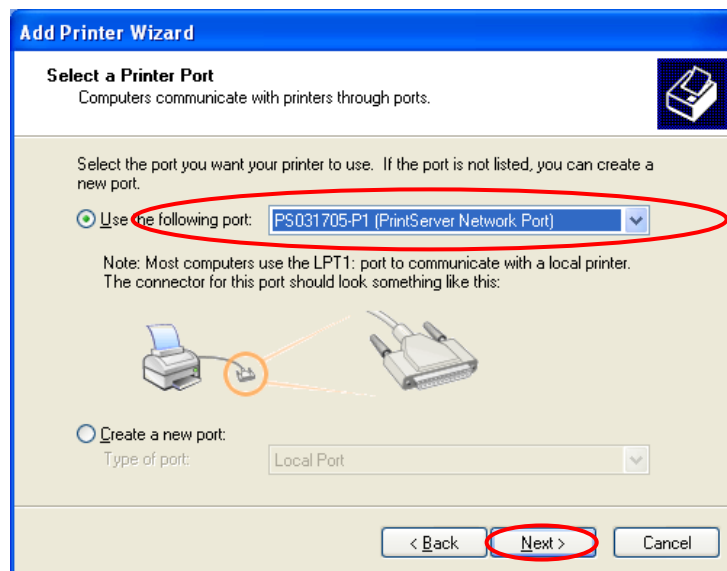 Add Printer Wizard
Select a Printer Port
Computers communicate with printers through ports.
Select the port you want your printer to use. If the port is not listed, you can create a
new port.
Use the following port: PS031705-P1 (PrintServer Network Port)
Note: Most computers use the LPT1: port to communicate with a local printer.
The connector for this port should look something like this:
Create a new port:
Type of port: Local Port
< Back Next > Cancel